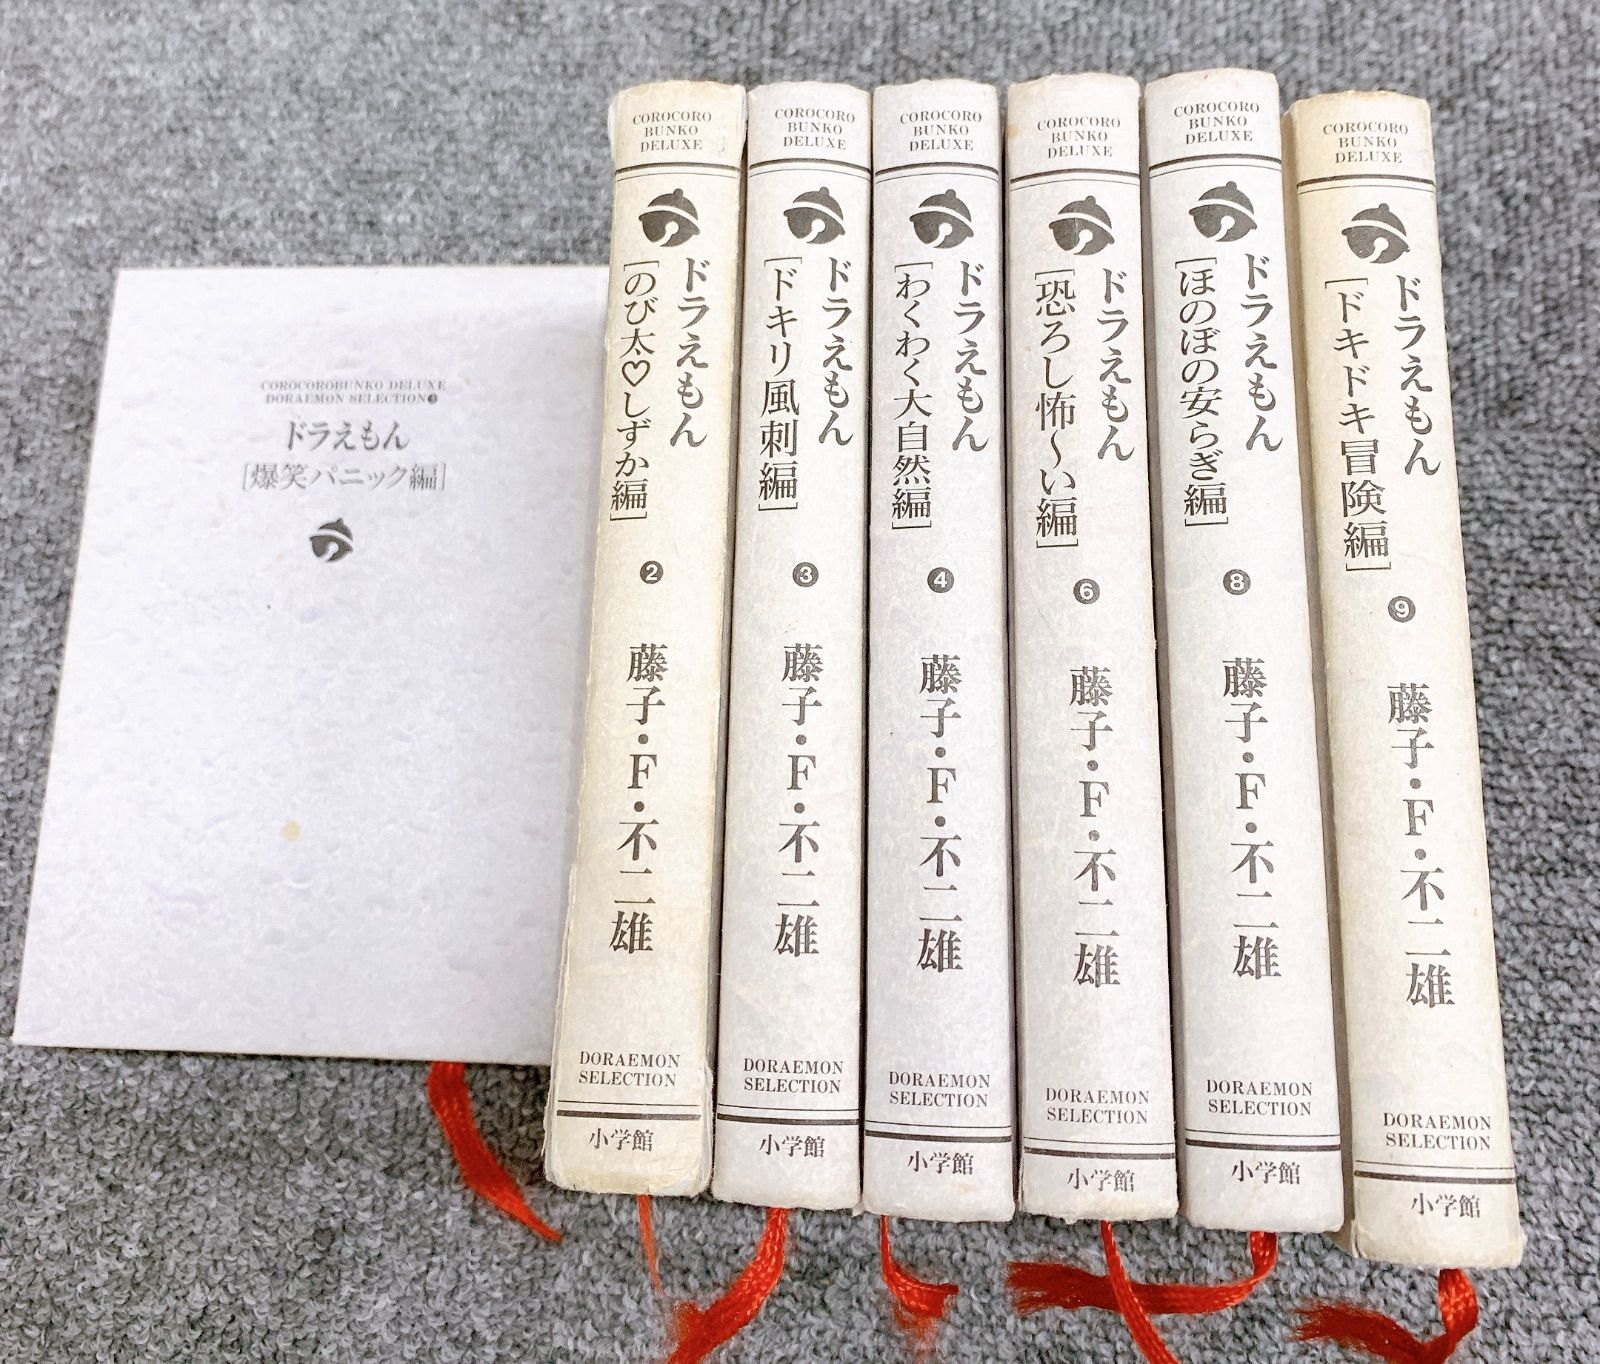 COROCOROBUNKO DELUXE
DORAEMON SELECTION
ドラえもん
[爆笑パニック編]
COROCORO
BUNKO
DELUXE
ドラえもん
[のび太♡しずか編]
2
藤子・F・不二雄
DORAEMON
SELECTION
小学館
COROCORO
BUNKO
DELUXE
ドラえもん
[ドキリ風刺編]
3
藤子・F・不二雄
DORAEMON
SELECTION
小学館
COROCORO
BUNKO
DELUXE
ドラえもん
[わくわく大自然編]
4
藤子・F・不二雄
DORAEMON
SELECTION
小学館
COROCORO
BUNKO
DELUXE
ドラえもん
[恐ろし怖〜い編]
6
藤子・F・不二雄
DORAEMON
SELECTION
小学館
COROCORO
BUNKO
DELUXE
ドラえもん
[ほのぼの安らぎ編]
8
藤子・F・不二雄
DORAEMON
SELECTION
小学館
COROCORO
BUNKO
DELUXE
ドラえもん
[ドキドキ冒険編]
9
藤子・F・不二雄
DORAEMON
SELECTION
小学館